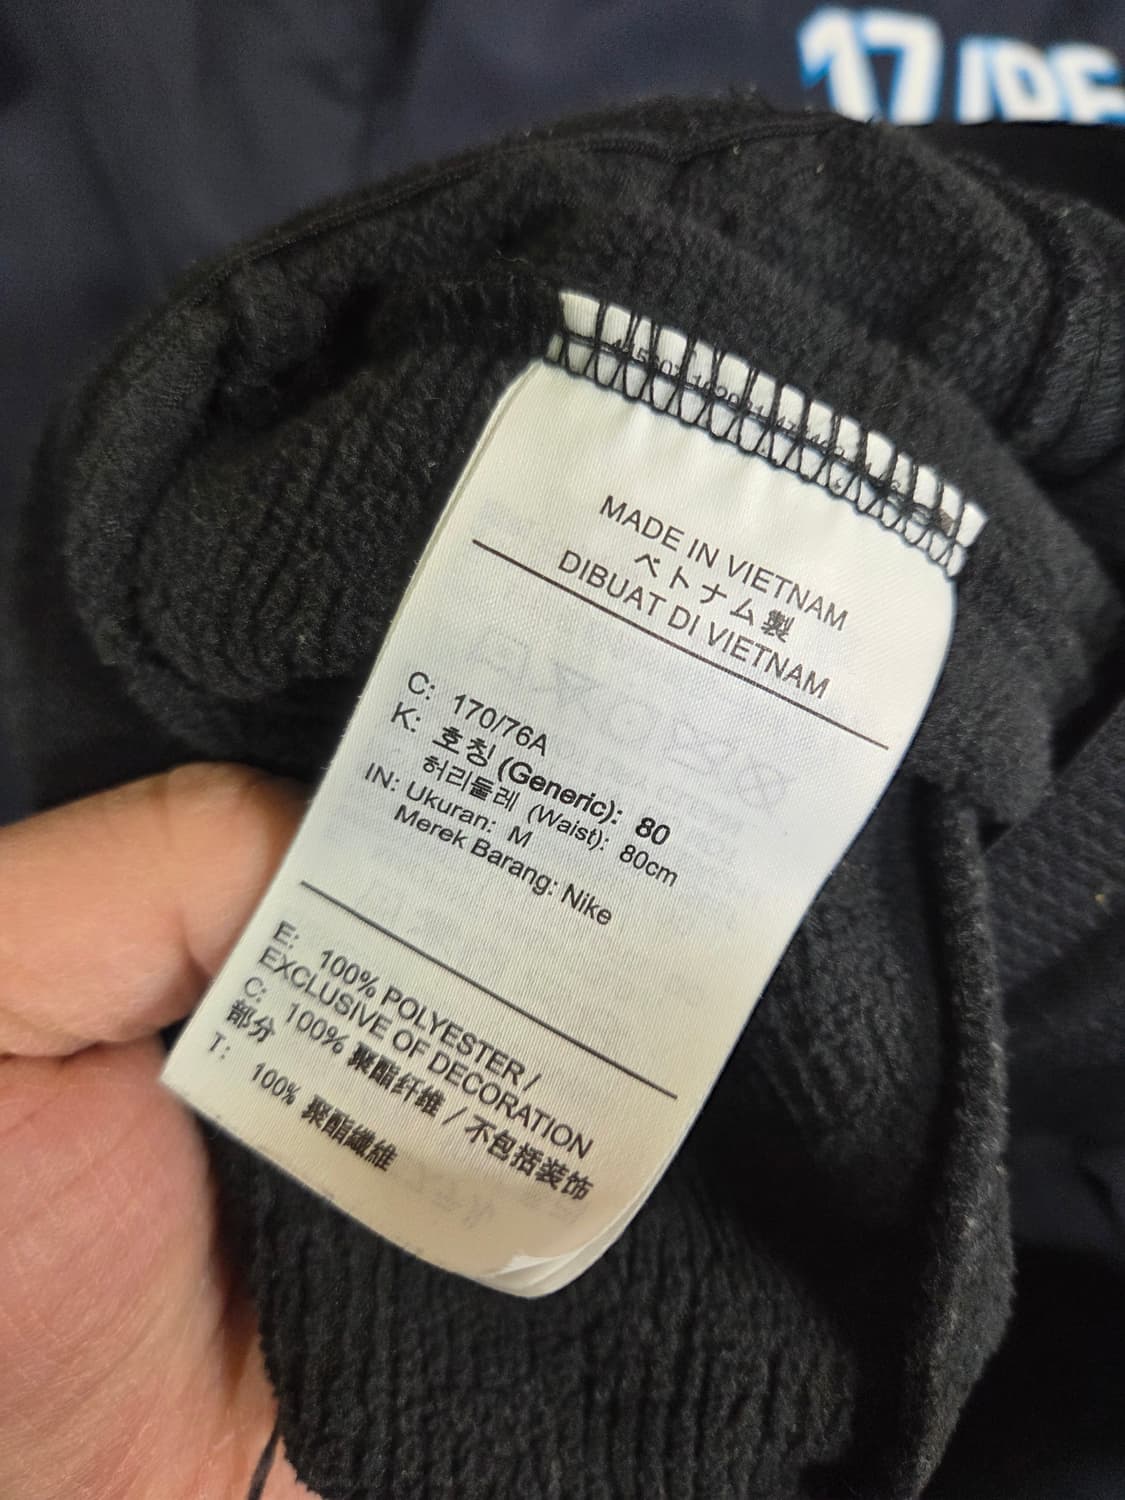 17/DE
MADE IN VIETNAM
ベトナム製
DIBUAT DI VIETNAM
C: 170/76A
K: 호칭 (Generic): 80
허리둘레 (Waist): 80cm
IN: Ukuran: M
Merek Barang: Nike
E: 100% POLYESTER /
EXCLUSIVE OF DECORATION
C: 100% 聚酯纤维 / 不包括装饰
部分
T: 100% 聚酯纖維